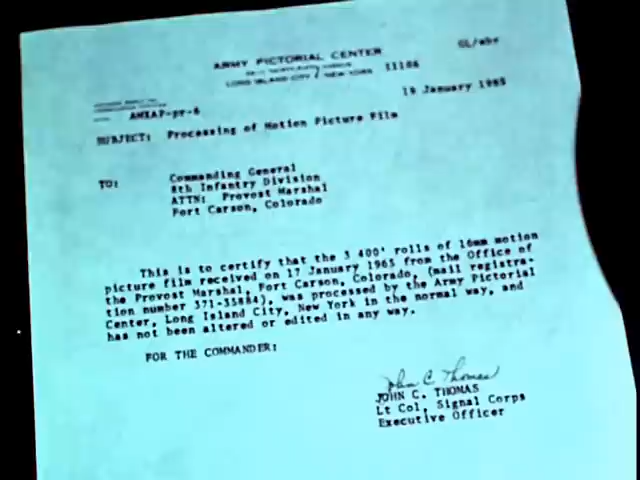 GL/abs
ARMY PICTORIAL CENTER
LONG ISLAND CITY, NEW YORK 11106
19 January 1965
AMXAP-pr-6
SUBJECT: Processing of Motion Picture Film
TO: Commanding General
8th Infantry Division
ATTN: Provost Marshal
Fort Carson, Colorado
This is to certify that the 3 400' rolls of 16mm motion
picture film received on 17 January 1965 from the Office of
the Provost Marshal, Fort Carson, Colorado, (mail registra-
tion number 371-35884), was processed by the Army Pictorial
Center, Long Island City, New York in the normal way, and
has not been altered or edited in any way.
FOR THE COMMANDER:
John C. Thomas
JOHN C. THOMAS
Lt Col, Signal Corps
Executive Officer